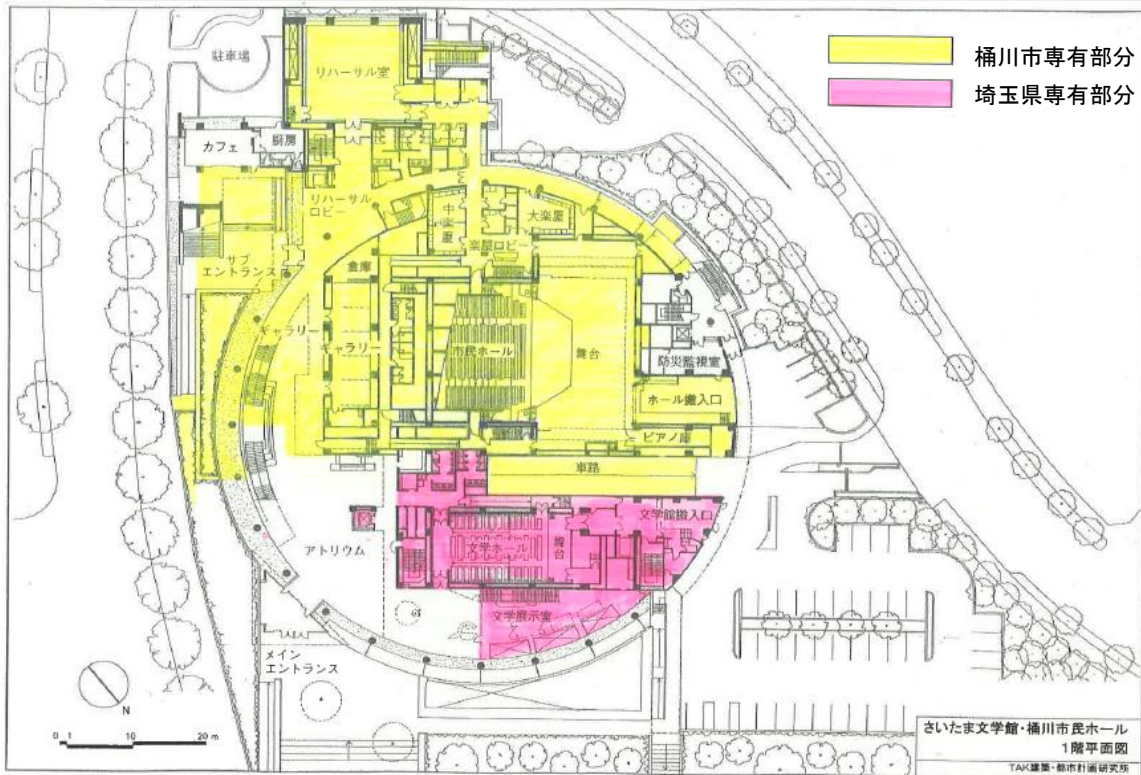 桶川市専有部分
埼玉県専有部分
駐車場
リハーサル室
カフェ
厨房
リハーサル
ロビー
中楽屋
大楽屋
楽屋ロビー
サブ
エントランス
倉庫
ギャラリー
ギャラリー
市民ホール
舞台
防災監視室
ホール搬入口
ピアノ庫
車路
文学館搬入口
文学ホール
舞台
アトリウム
文学展示室
メイン
エントランス
N
0 1 10 20 m
さいたま文学館・桶川市民ホール
1階平面図
TAK建築・都市計画研究所